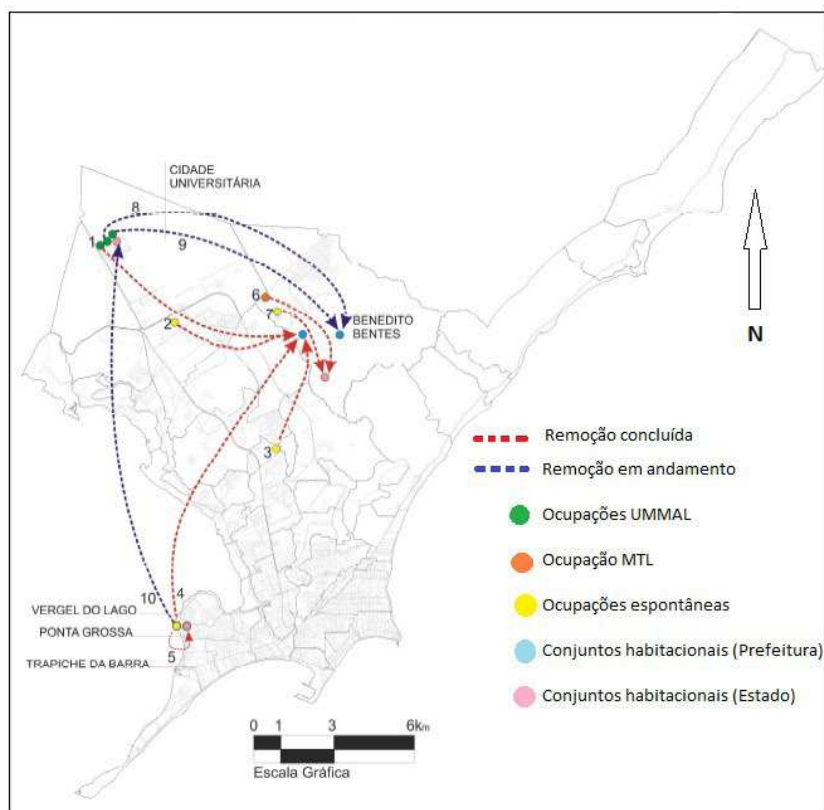 CIDADE
UNIVERSITÁRIA
8
1
9
6
7
2
BENEDITO
BENTES
N
3
Remoção concluída
Remoção em andamento
Ocupações UMMAL
Ocupação MTL
Ocupações espontâneas
Conjuntos habitacionais (Prefeitura)
Conjuntos habitacionais (Estado)
10
4
VERGEL DO LAGO
PONTA GROSSA
5
TRAPICHE DA BARRA
0 1 3 6km
Escala Gráfica